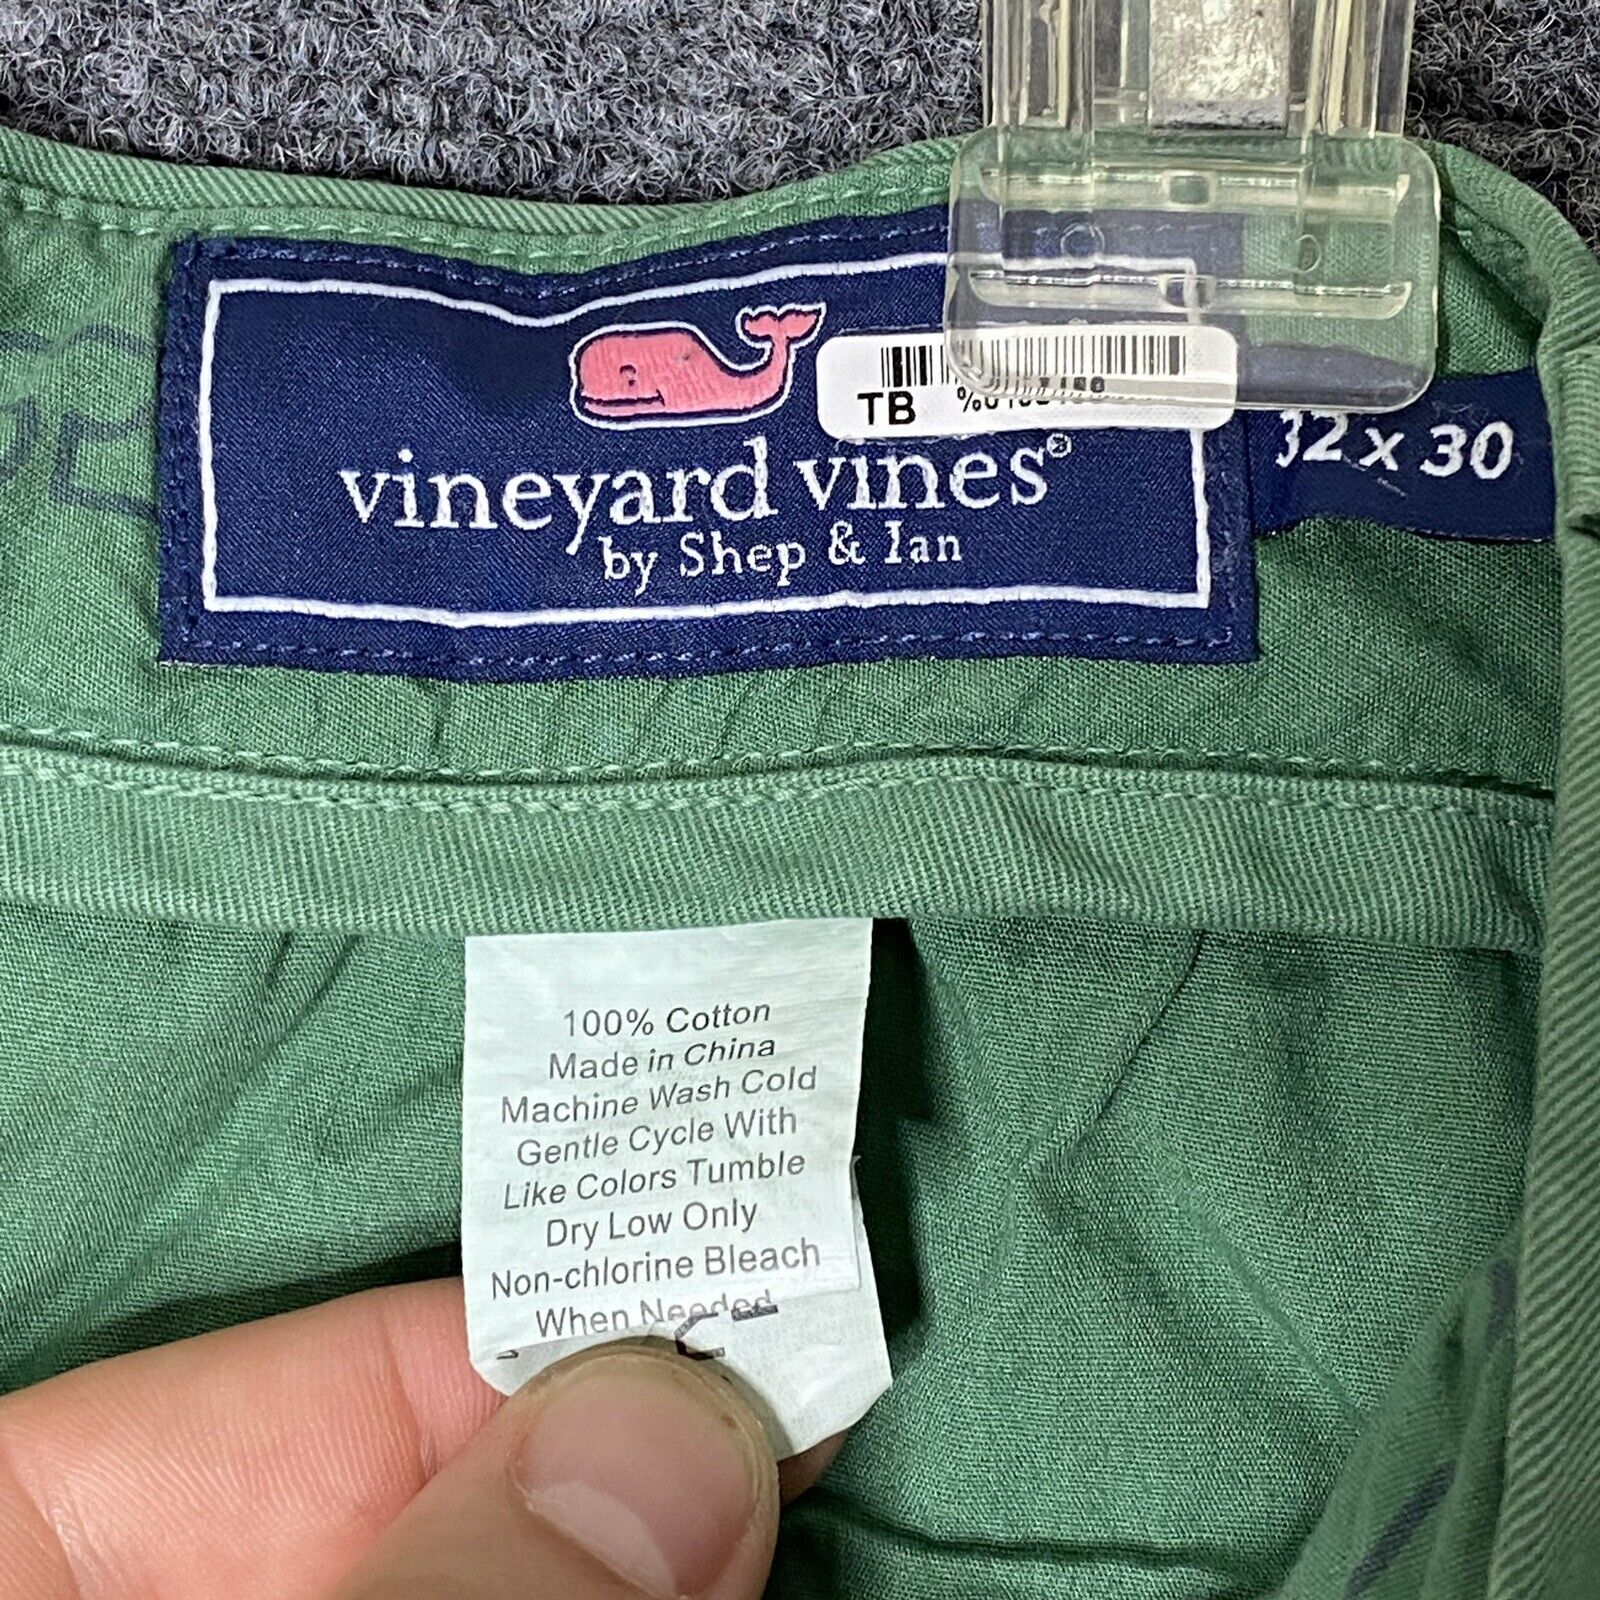 vineyard vines®
by Shep & Ian
TB
32 x 30
100% Cotton
Made in China
Machine Wash Cold
Gentle Cycle With
Like Colors Tumble
Dry Low Only
Non-chlorine Bleach
When Needed